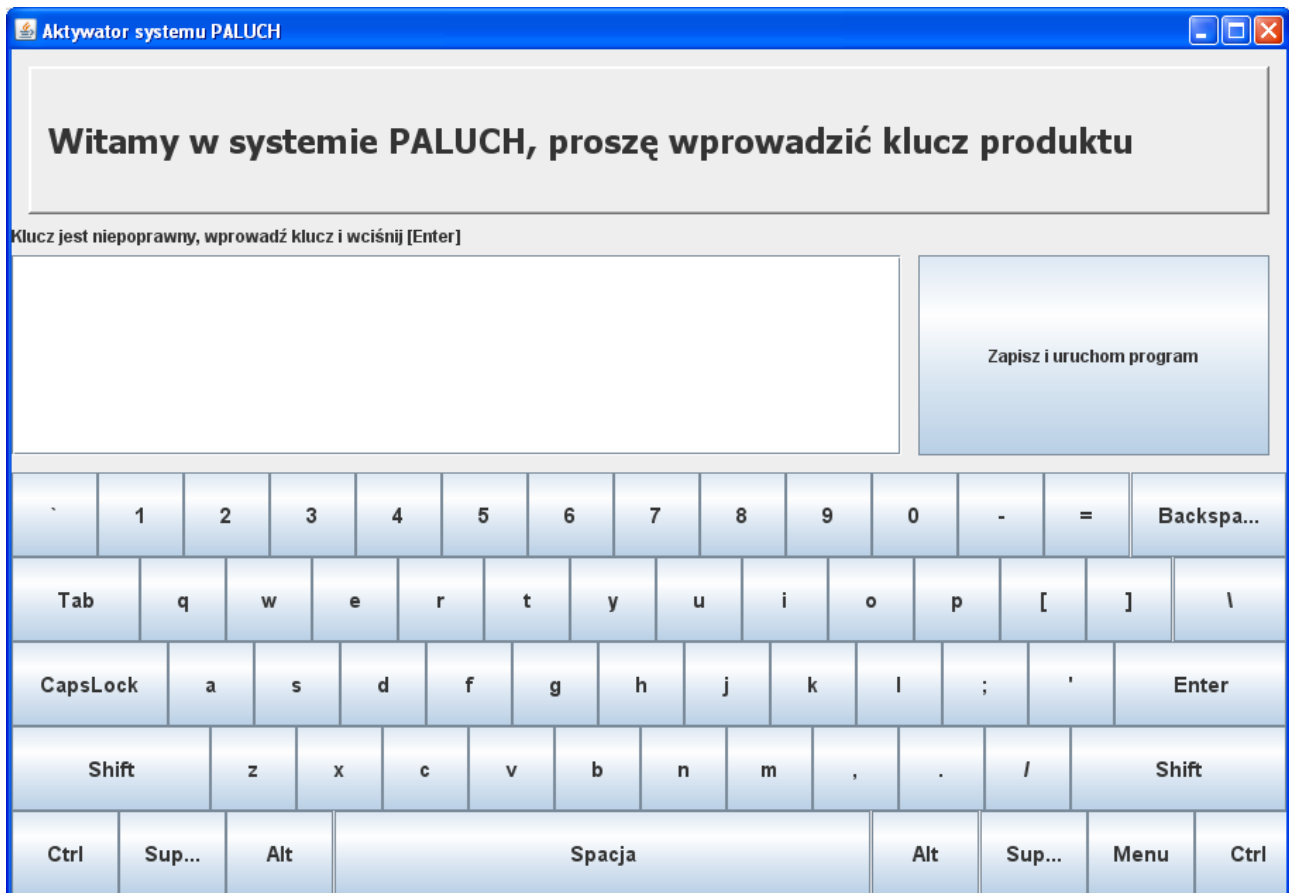 Aktywator systemu PALUCH
Witamy w systemie PALUCH, proszę wprowadzić klucz produktu
Klucz jest niepoprawny, wprowadź klucz i wciśnij [Enter]
Zapisz i uruchom program
` 1 2 3 4 5 6 7 8 9 0 - = Backspa...
Tab q w e r t y u i o p [ ] \
CapsLock a s d f g h j k l ; ' Enter
Shift z x c v b n m , . / Shift
Ctrl Sup... Alt Spacja Alt Sup... Menu Ctrl